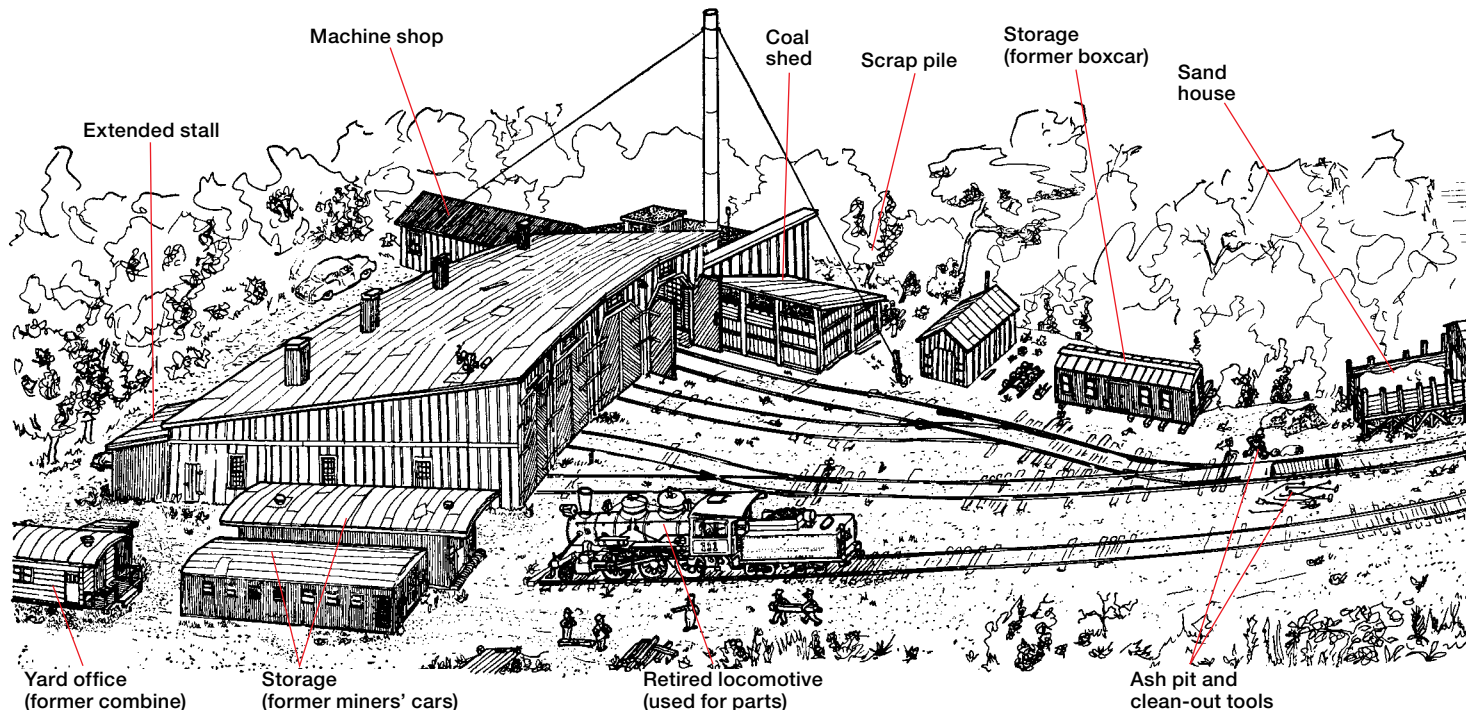 Machine shop
Coal
shed
Scrap pile
Storage
(former boxcar)
Sand
house
Extended stall
111
Yard office
(former combine)
Storage
(former miners' cars)
Retired locomotive
(used for parts)
Ash pit and
clean-out tools